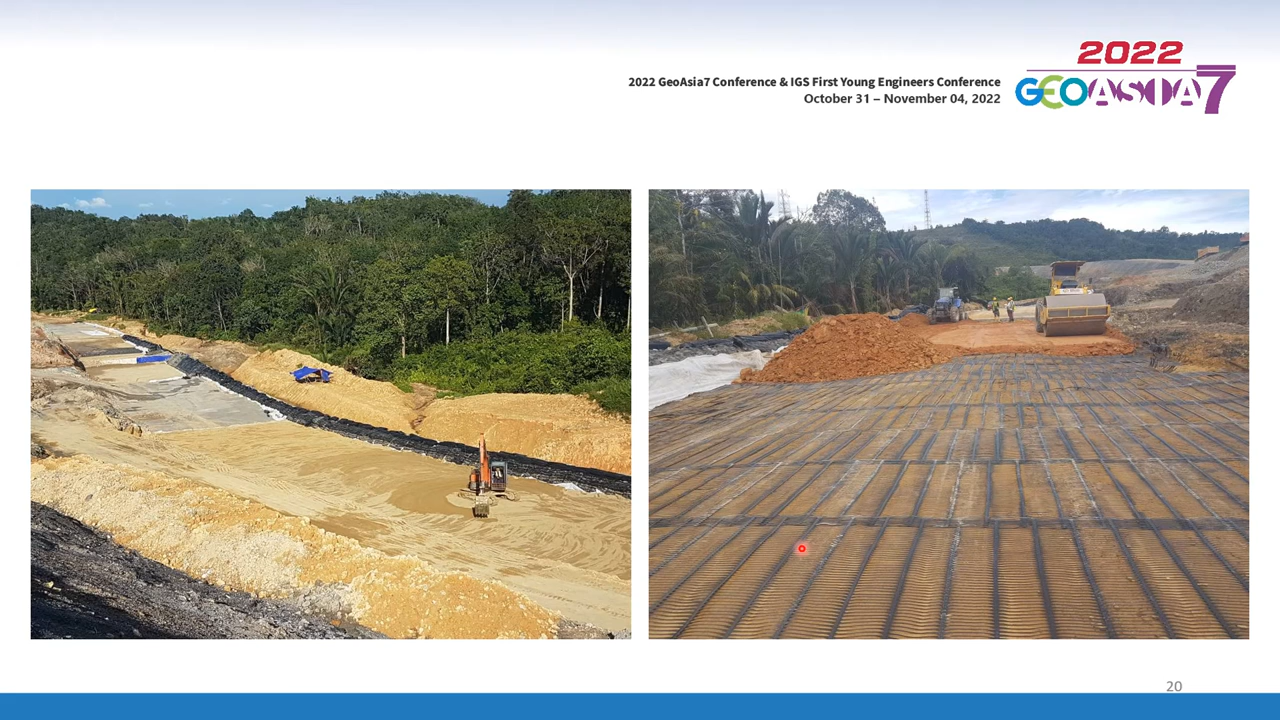 2022
2022 GeoAsia7 Conference & IGS First Young Engineers Conference
October 31 – November 04, 2022
GEOASIA7
20